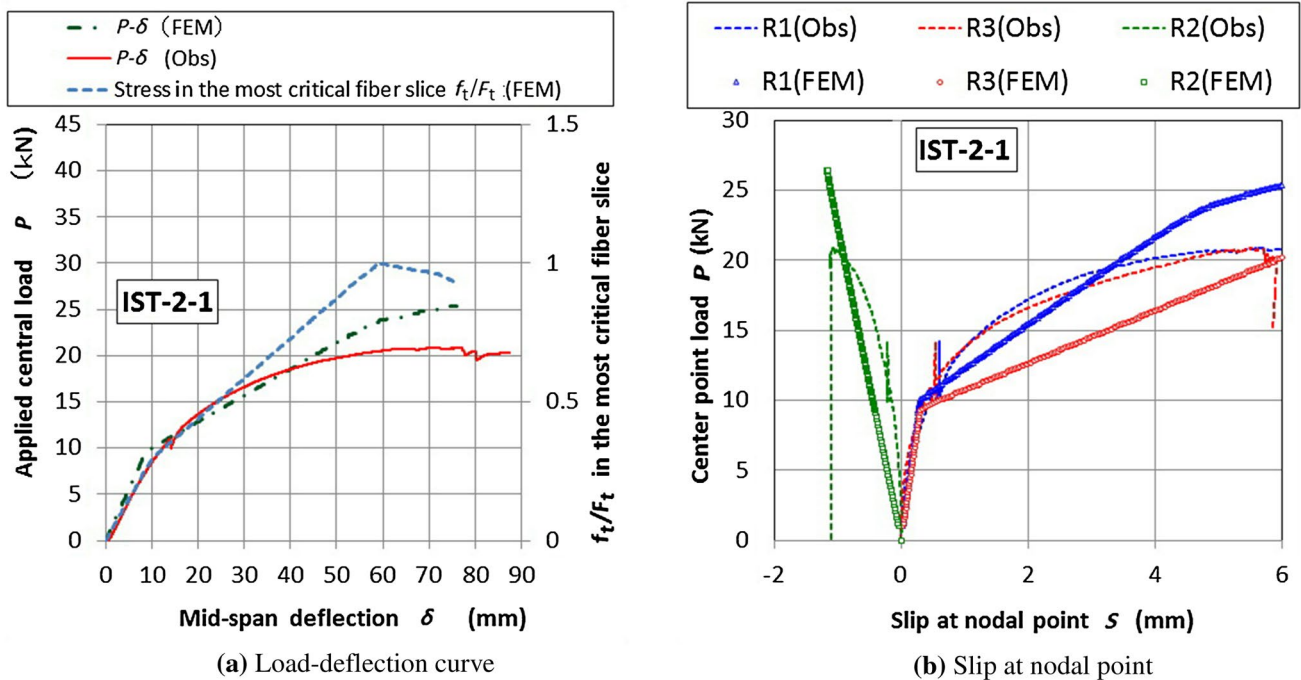 P-δ (FEM)
P-δ (Obs)
Stress in the most critical fiber slice ft/Ft :(FEM)
45
40
35
30
25
20
15
10
5
0
Applied central load P (kN)
IST-2-1
1.5
1
0.5
0
ft/Ft in the most critical fiber slice
0 10 20 30 40 50 60 70 80 90
Mid-span deflection δ (mm)
(a) Load-deflection curve
R1(Obs) R3(Obs) R2(Obs)
R1(FEM) R3(FEM) R2(FEM)
30
25
20
15
10
5
0
Center point load P (kN)
IST-2-1
-2 0 2 4 6
Slip at nodal point S (mm)
(b) Slip at nodal point